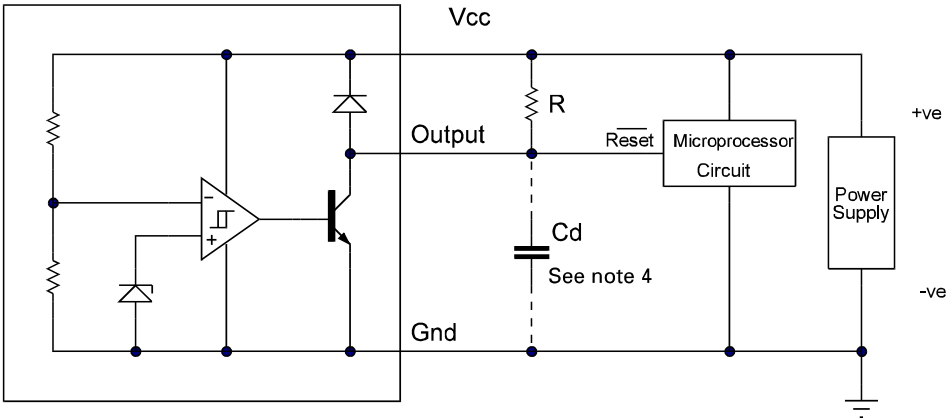 Vcc
R
+ve
Output
Reset
Microprocessor
Circuit
Power
Supply
-
+
Cd
See note 4
-ve
Gnd